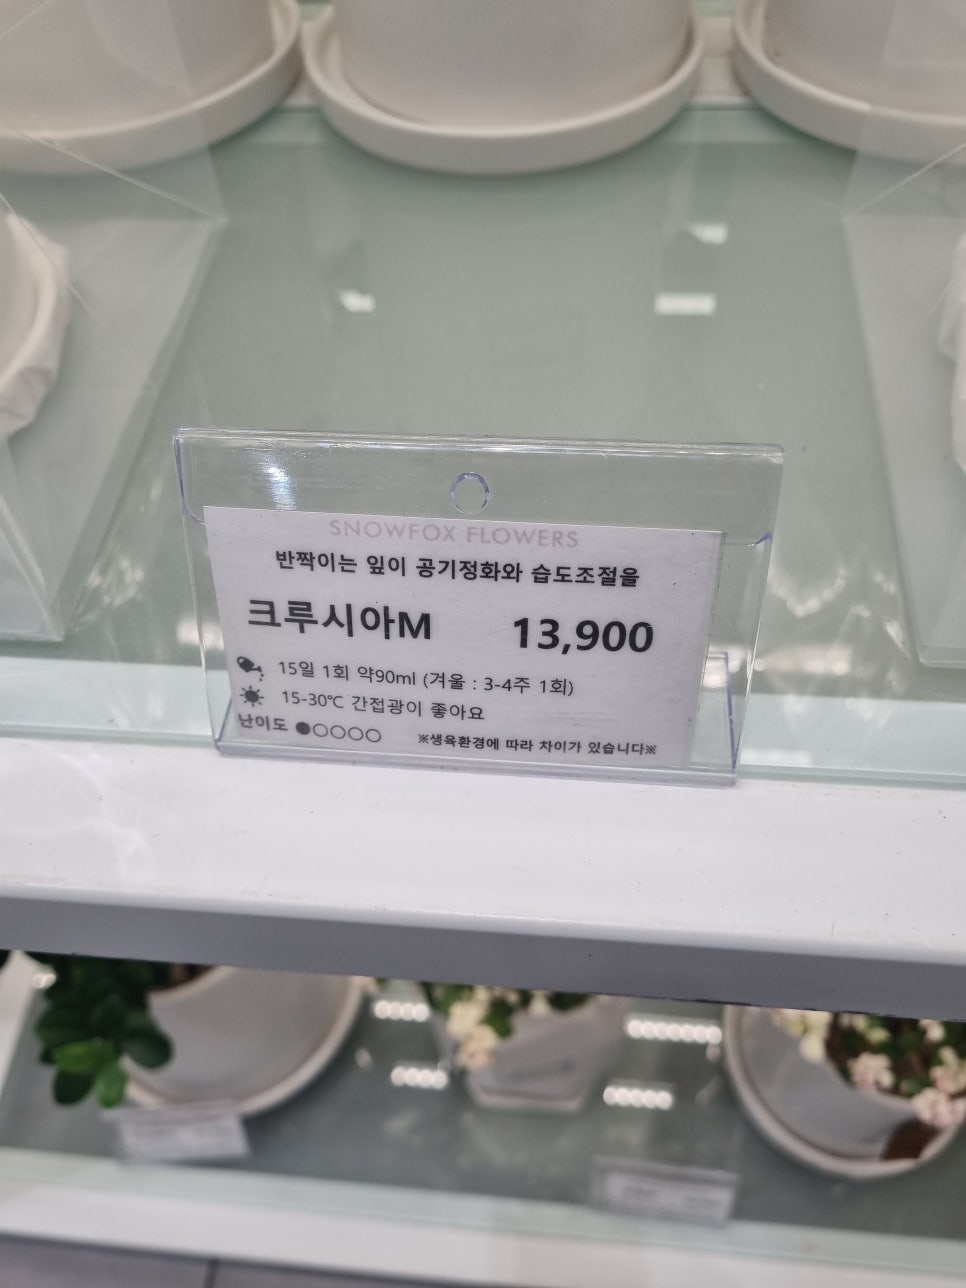 SNOWFOX FLOWERS
반짝이는 잎이 공기정화와 습도조절을
크루시아M 13,900
15일 1회 약90ml (겨울 : 3-4주 1회)
15-30℃ 간접광이 좋아요
난이도 ●○○○○ ※생육환경에 따라 차이가 있습니다※